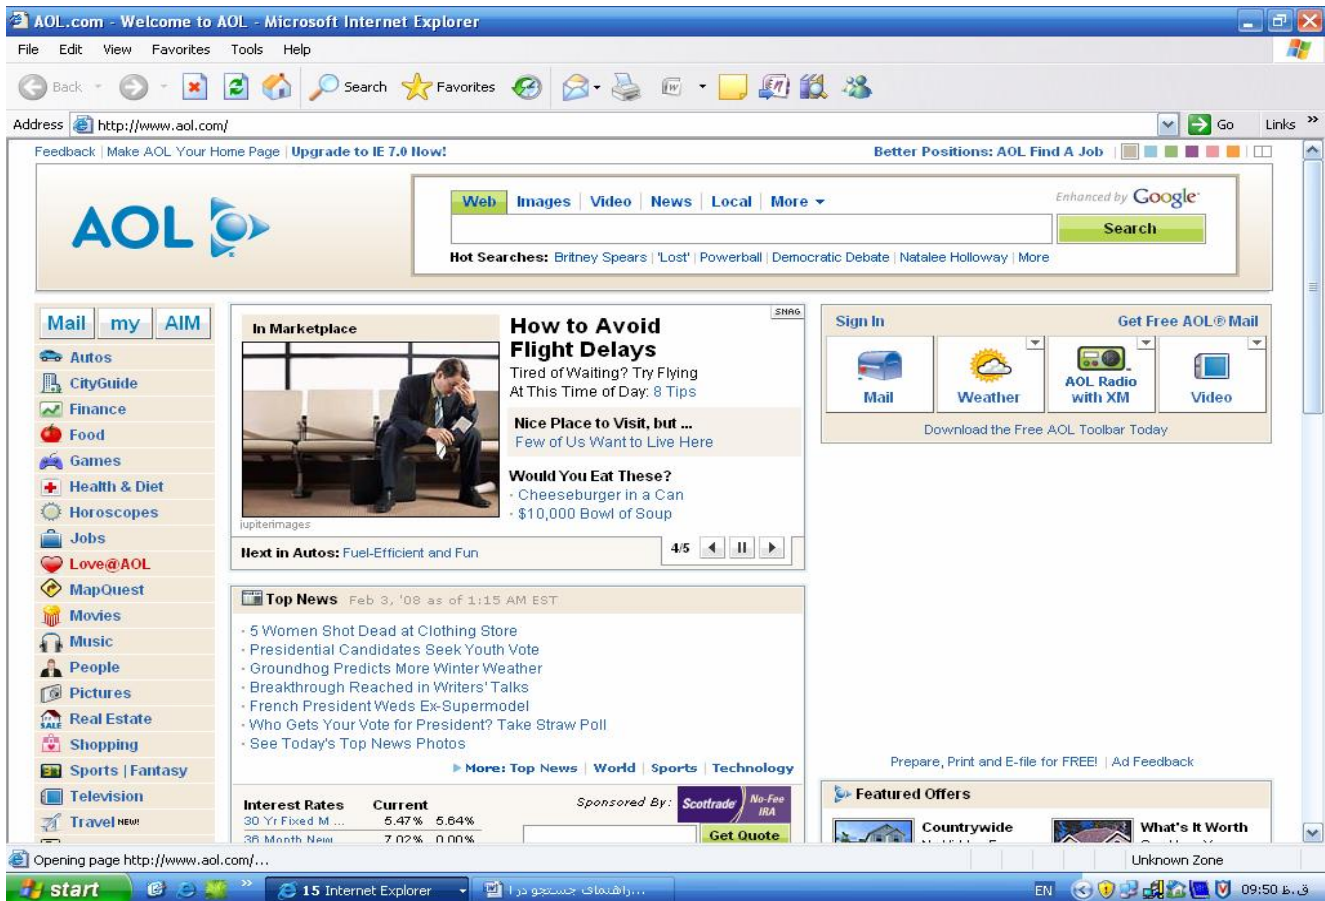 AOL.com - Welcome to AOL - Microsoft Internet Explorer
File Edit View Favorites Tools Help
Back Search Favorites
Address http://www.aol.com/ Go Links »
Feedback | Make AOL Your Home Page | Upgrade to IE 7.0 Now!
Better Positions: AOL Find A Job
AOL
Web Images Video News Local More
Enhanced by Google
Search
Hot Searches: Britney Spears | 'Lost' | Powerball | Democratic Debate | Natalee Holloway | More
Mail my AIM
Autos
CityGuide
Finance
Food
Games
Health & Diet
Horoscopes
Jobs
Love@AOL
MapQuest
Movies
Music
People
Pictures
Real Estate
Shopping
Sports | Fantasy
Television
Travel NEW!
In Marketplace
SNAG
How to Avoid
Flight Delays
Tired of Waiting? Try Flying
At This Time of Day: 8 Tips
Nice Place to Visit, but ...
Few of Us Want to Live Here
Would You Eat These?
· Cheeseburger in a Can
· $10,000 Bowl of Soup
jupiterimages
Next in Autos: Fuel-Efficient and Fun
4/5
Top News Feb 3, '08 as of 1:15 AM EST
· 5 Women Shot Dead at Clothing Store
· Presidential Candidates Seek Youth Vote
· Groundhog Predicts More Winter Weather
· Breakthrough Reached in Writers' Talks
· French President Weds Ex-Supermodel
· Who Gets Your Vote for President? Take Straw Poll
· See Today's Top News Photos
More: Top News | World | Sports | Technology
Interest Rates Current
30 Yr Fixed M ... 5.47% 5.64%
36 Month New 7.02% 0.00%
Sponsored By: Scottrade No-Fee IRA
Get Quote
Sign In Get Free AOL® Mail
Mail
Weather
AOL Radio
with XM
Video
Download the Free AOL Toolbar Today
Prepare, Print and E-file for FREE! | Ad Feedback
Featured Offers
Countrywide
What's It Worth
Opening page http://www.aol.com/...
Unknown Zone
start » 15 Internet Explorer راهنمای جستجو در ا... EN 09:50 ق.ظ